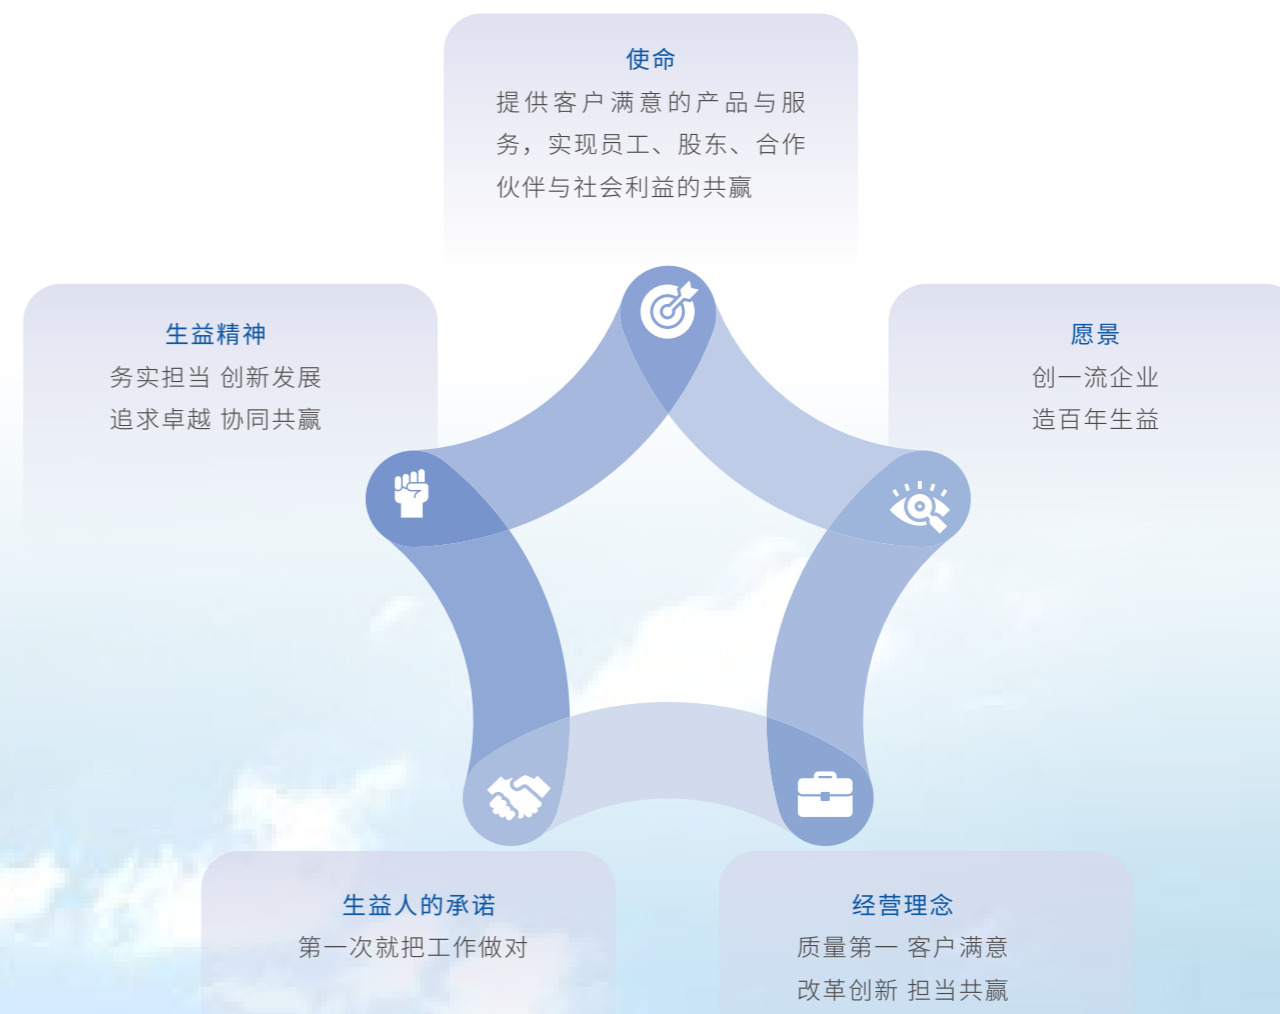 使命
提供客户满意的产品与服
务，实现员工、股东、合作
伙伴与社会利益的共赢
生益精神
务实担当 创新发展
追求卓越 协同共赢
愿景
创一流企业
造百年生益
生益人的承诺
第一次就把工作做对
经营理念
质量第一 客户满意
改革创新 担当共赢